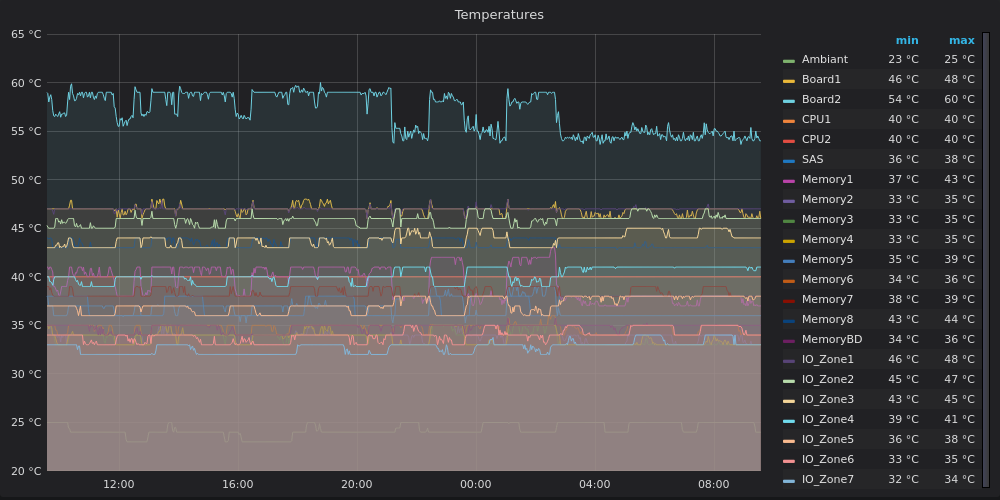 Temperatures
65 °C
60 °C
55 °C
50 °C
45 °C
40 °C
35 °C
30 °C
25 °C
20 °C
12:00 16:00 20:00 00:00 04:00 08:00
min max
Ambiant 23 °C 25 °C
Board1 46 °C 48 °C
Board2 54 °C 60 °C
CPU1 40 °C 40 °C
CPU2 40 °C 40 °C
SAS 36 °C 38 °C
Memory1 37 °C 43 °C
Memory2 33 °C 35 °C
Memory3 33 °C 35 °C
Memory4 33 °C 35 °C
Memory5 35 °C 39 °C
Memory6 34 °C 36 °C
Memory7 38 °C 39 °C
Memory8 43 °C 44 °C
MemoryBD 34 °C 36 °C
IO_Zone1 46 °C 48 °C
IO_Zone2 45 °C 47 °C
IO_Zone3 43 °C 45 °C
IO_Zone4 39 °C 41 °C
IO_Zone5 36 °C 38 °C
IO_Zone6 33 °C 35 °C
IO_Zone7 32 °C 34 °C